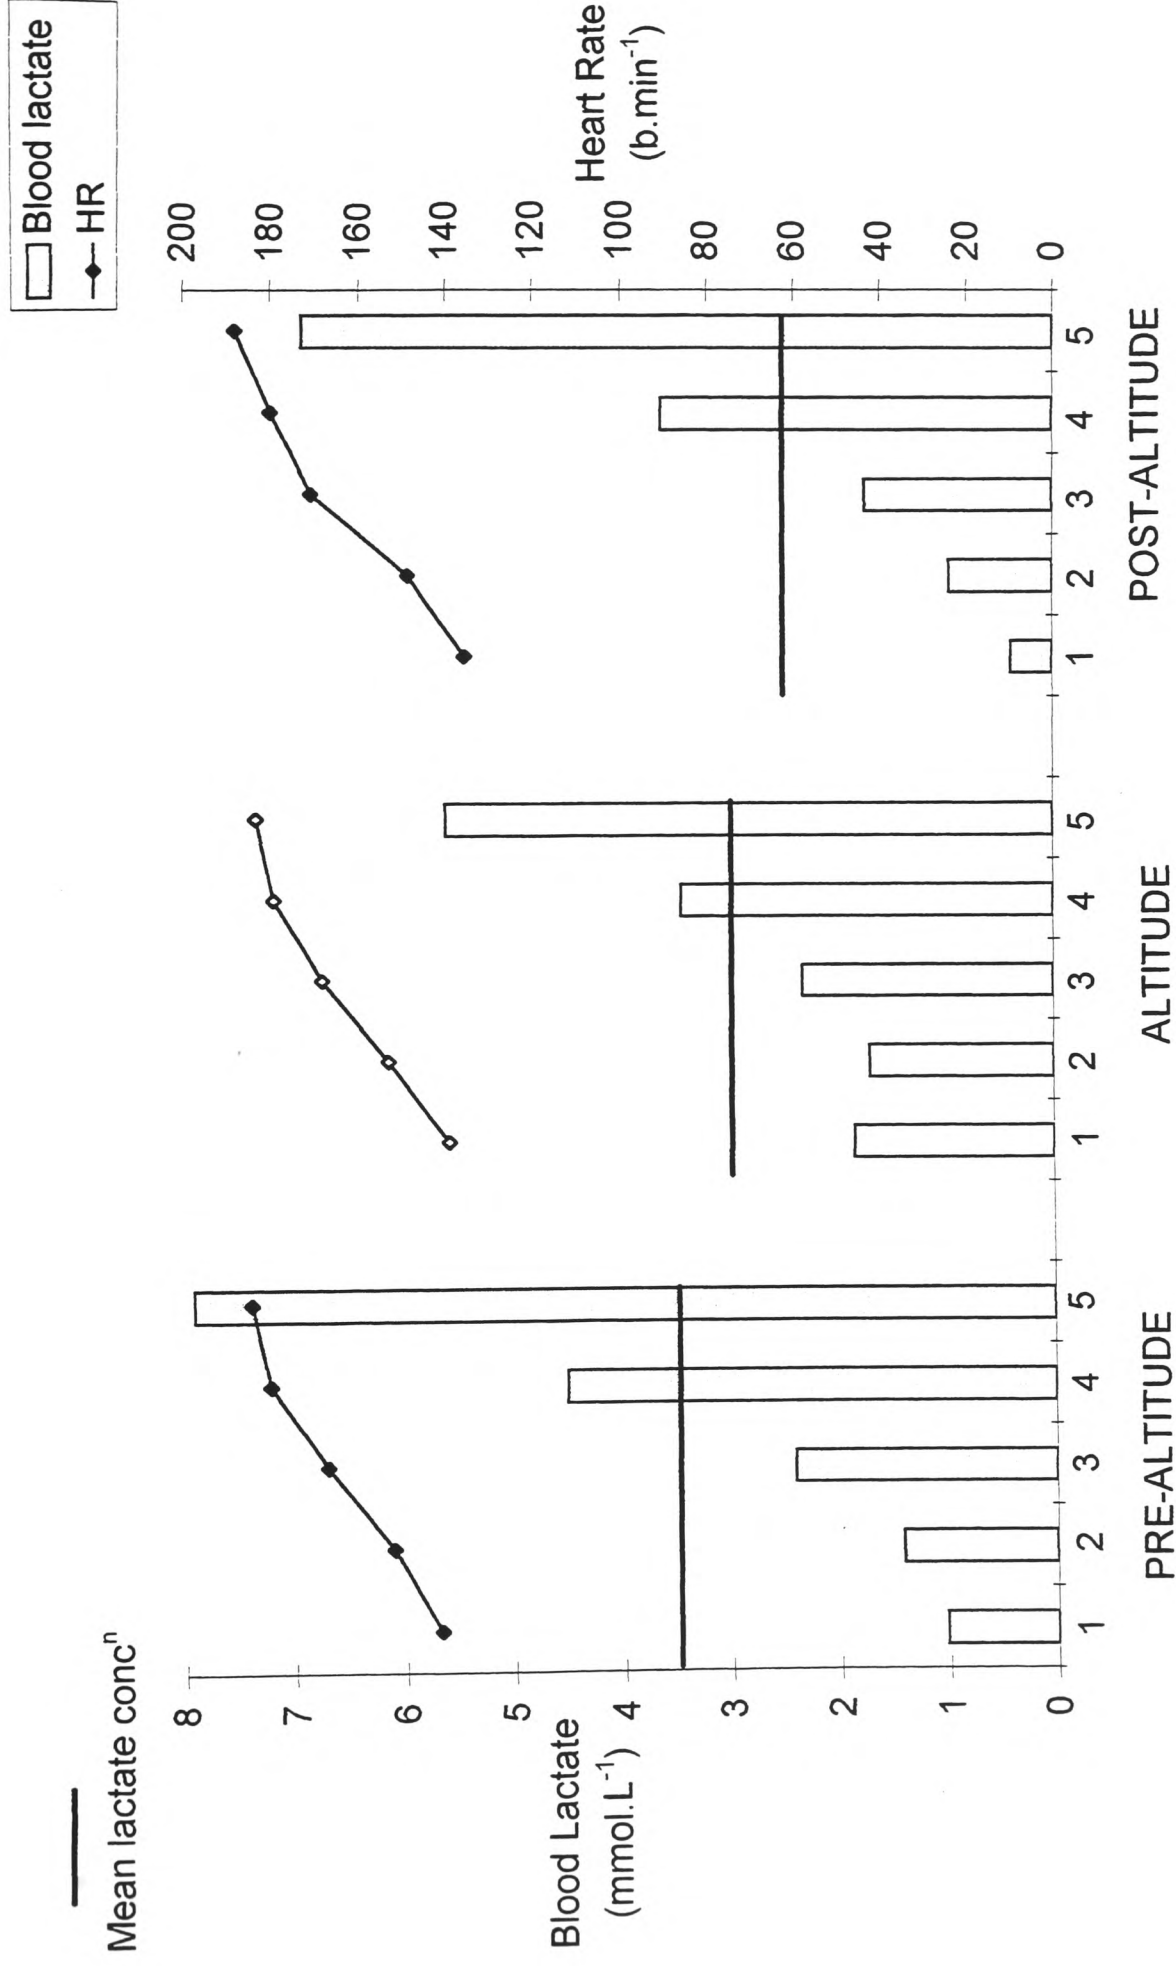 Mean lactate concⁿ
Blood lactate
HR
Blood Lactate
(mmol.L⁻¹)
8
7
6
5
4
3
2
1
0
Heart Rate
(b.min⁻¹)
200
180
160
140
120
100
80
60
40
20
0
1 2 3 4 5
1 2 3 4 5
1 2 3 4 5
PRE-ALTITUDE
ALTITUDE
POST-ALTITUDE